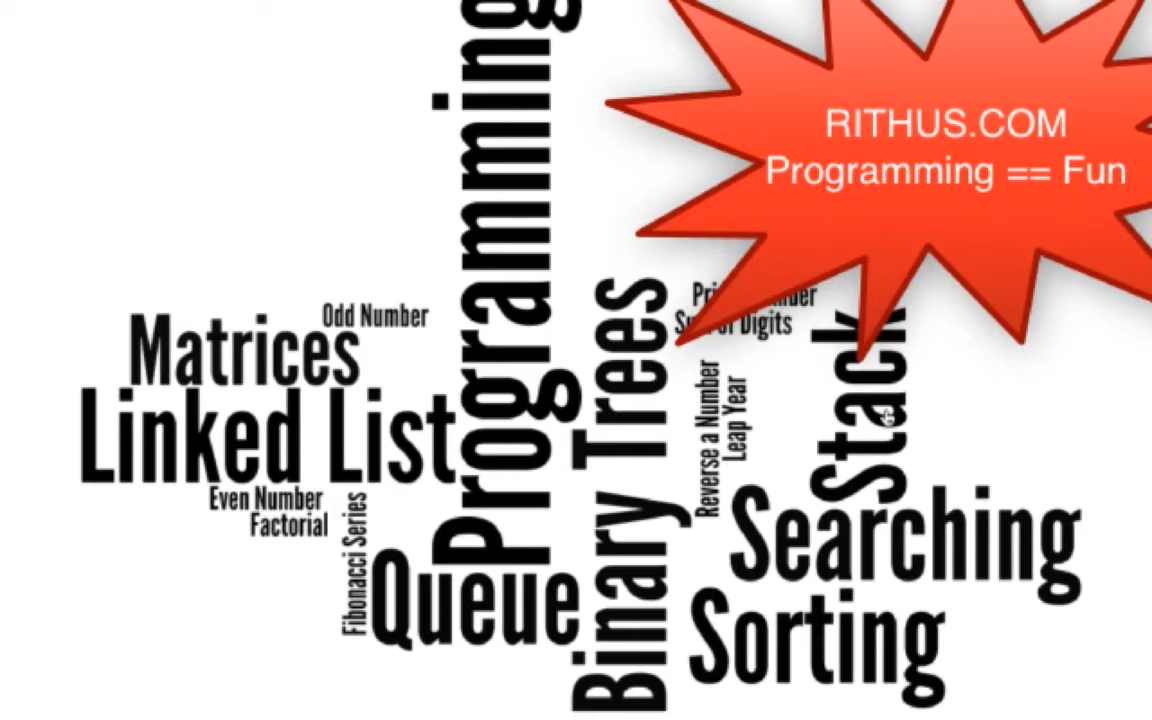 RITHUS.COM
Programming == Fun
Programming
Odd Number
Matrices
Linked List
Even Number
Factorial
Fibonacci Series
Queue
Binary Trees
Digits
Reverse a Number
Leap Year
Stack
Searching
Sorting